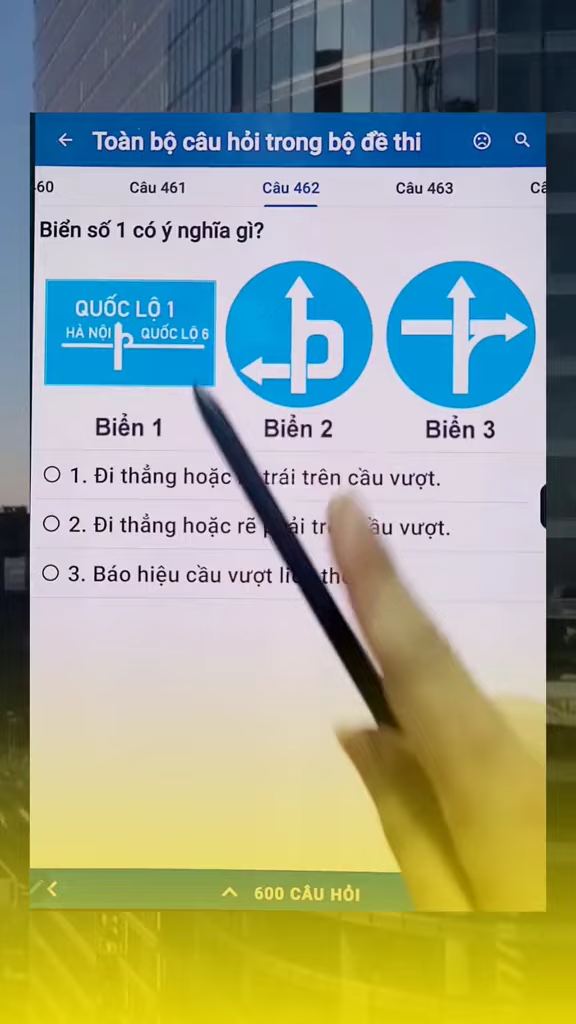 Toàn bộ câu hỏi trong bộ đề thi
60 Câu 461 Câu 462 Câu 463
Biển số 1 có ý nghĩa gì?
QUỐC LỘ 1
HÀ NỘI QUỐC LỘ 6
Biển 1 Biển 2 Biển 3
1. Đi thẳng hoặc trái trên cầu vượt.
2. Đi thẳng hoặc rẽ vượt.
3. Báo hiệu cầu vượt
600 CÂU HỎI